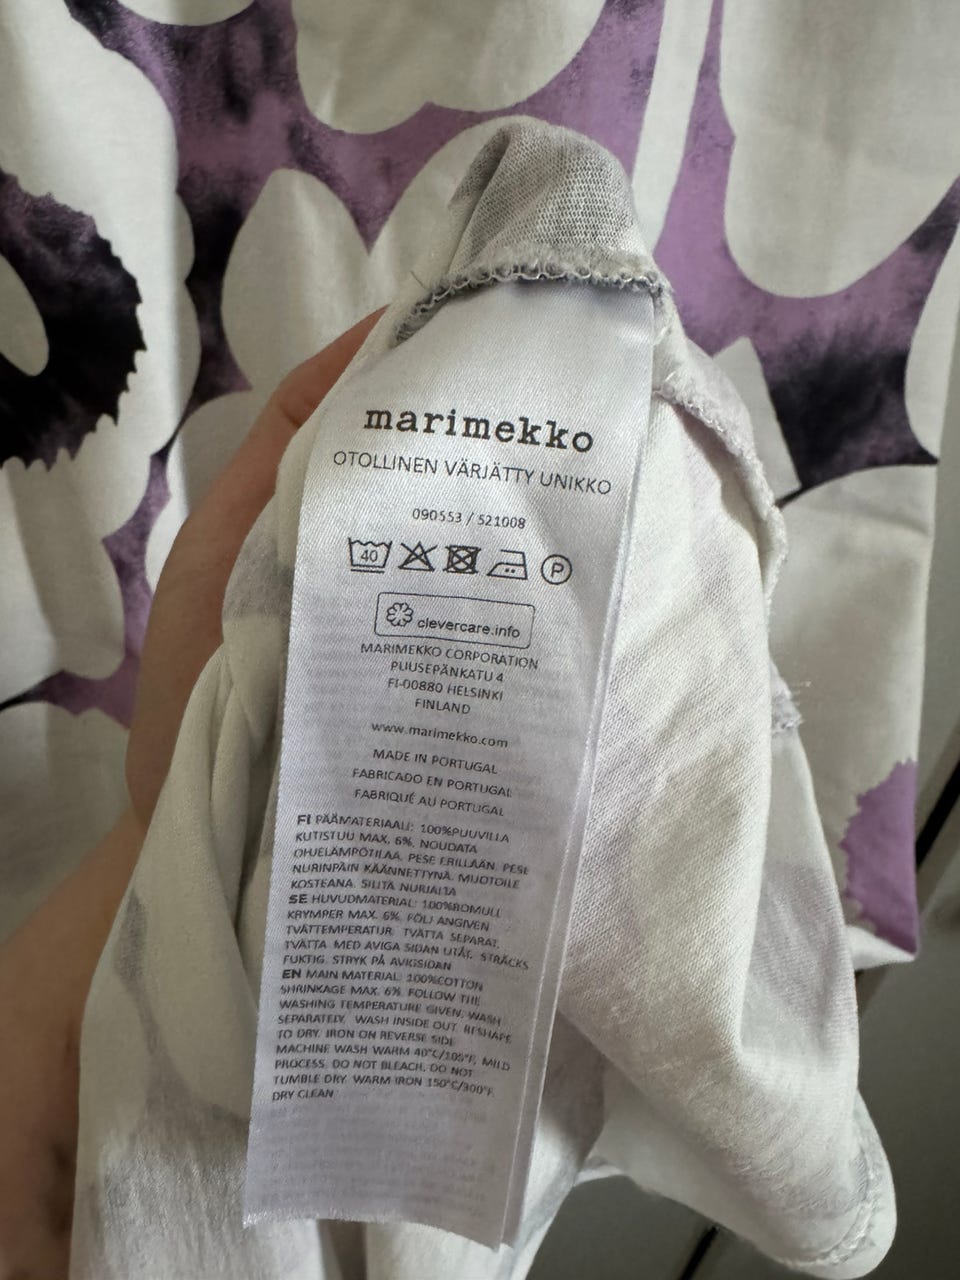 marimekko
OTOLLINEN VÄRJÄTTY UNIKKO
090553 / 521008
40
P
clevercare.info
MARIMEKKO CORPORATION
PUUSEPÄNKATU 4
FI-00880 HELSINKI
FINLAND
www.marimekko.com
MADE IN PORTUGAL
FABRICADO EN PORTUGAL
FABRIQUÉ AU PORTUGAL
FI PÄÄMATERIAALI: 100%PUUVILLA
KUTISTUU MAX. 6%. NOUDATA
OHJELÄMPÖTILAA. PESE ERILLÄÄN. PESE
NURINPÄIN KÄÄNNETTYNÄ. MUOTOILE
KOSTEANA. SILITÄ NURJALTA
SE HUVUDMATERIAL: 100%BOMULL
KRYMPER MAX. 6%. FÖLJ ANGIVEN
TVÄTTEMPERATUR. TVÄTTA SEPARAT.
TVÄTTA MED AVIGA SIDAN UTÅT. STRÄCKS
FUKTIG. STRYK PÅ AVIGSIDAN
EN MAIN MATERIAL: 100%COTTON
SHRINKAGE MAX. 6%. FOLLOW THE
WASHING TEMPERATURE GIVEN. WASH
SEPARATELY. WASH INSIDE OUT. RESHAPE
TO DRY. IRON ON REVERSE SIDE
MACHINE WASH WARM 40°C/105°F, MILD
PROCESS. DO NOT BLEACH. DO NOT
TUMBLE DRY. WARM IRON 150°C/300°F.
DRY CLEAN